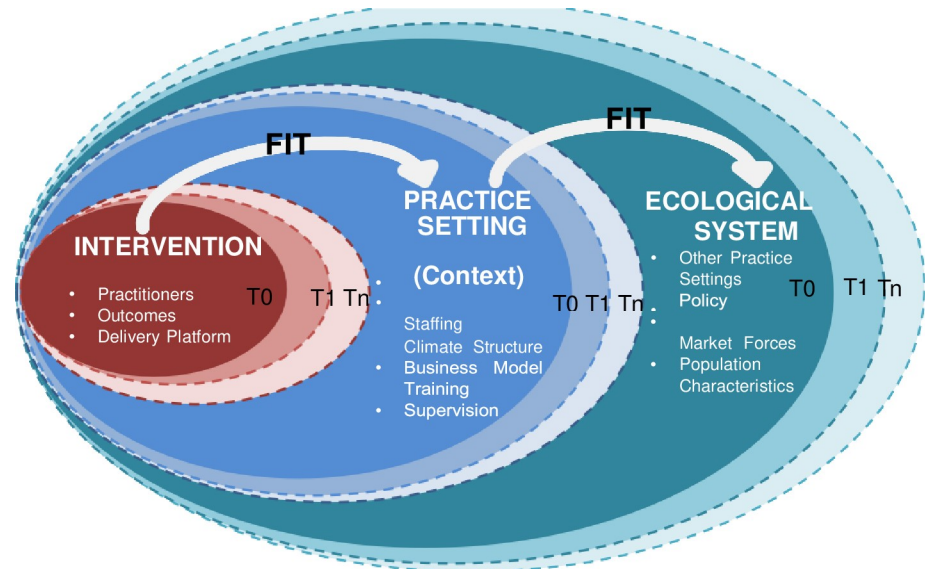 FIT
FIT
INTERVENTION
• Practitioners
• Outcomes
• Delivery Platform
T0
T1 Tn
PRACTICE
SETTING
(Context)
•
•
Staffing
Climate Structure
• Business Model
Training
• Supervision
T0 T1 Tn
ECOLOGICAL
SYSTEM
• Other Practice
Settings
Policy
•
•
Market Forces
• Population
Characteristics
T0
T1 Tn